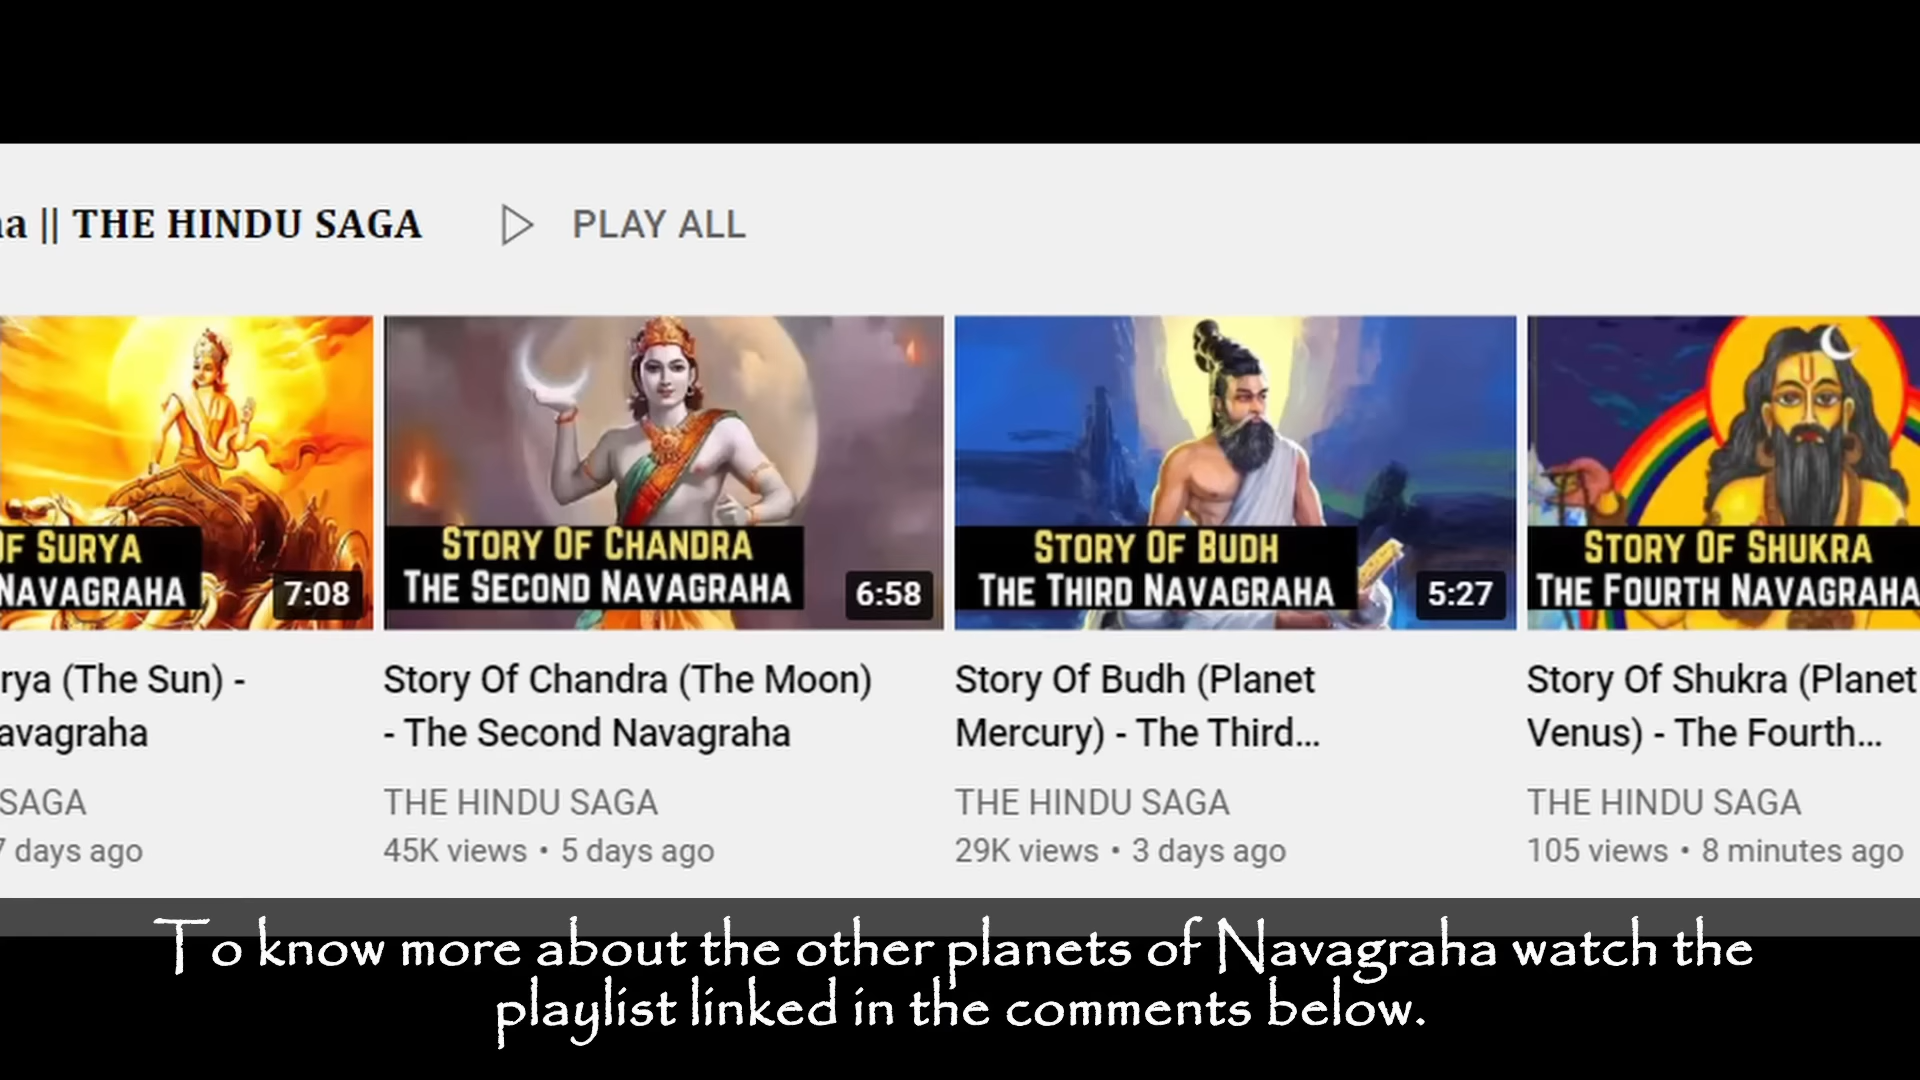 a || THE HINDU SAGA
PLAY ALL
OF SURYA
NAVAGRAHA
7:08
STORY OF CHANDRA
THE SECOND NAVAGRAHA
6:58
STORY OF BUDH
THE THIRD NAVAGRAHA
5:27
STORY OF SHUKRA
THE FOURTH NAVAGRAHA
rya (The Sun) -
avagraha
SAGA
7 days ago
Story Of Chandra (The Moon)
- The Second Navagraha
THE HINDU SAGA
45K views • 5 days ago
Story Of Budh (Planet
Mercury) - The Third...
THE HINDU SAGA
29K views • 3 days ago
Story Of Shukra (Planet
Venus) - The Fourth...
THE HINDU SAGA
105 views • 8 minutes ago
To know more about the other planets of Navagraha watch the
playlist linked in the comments below.